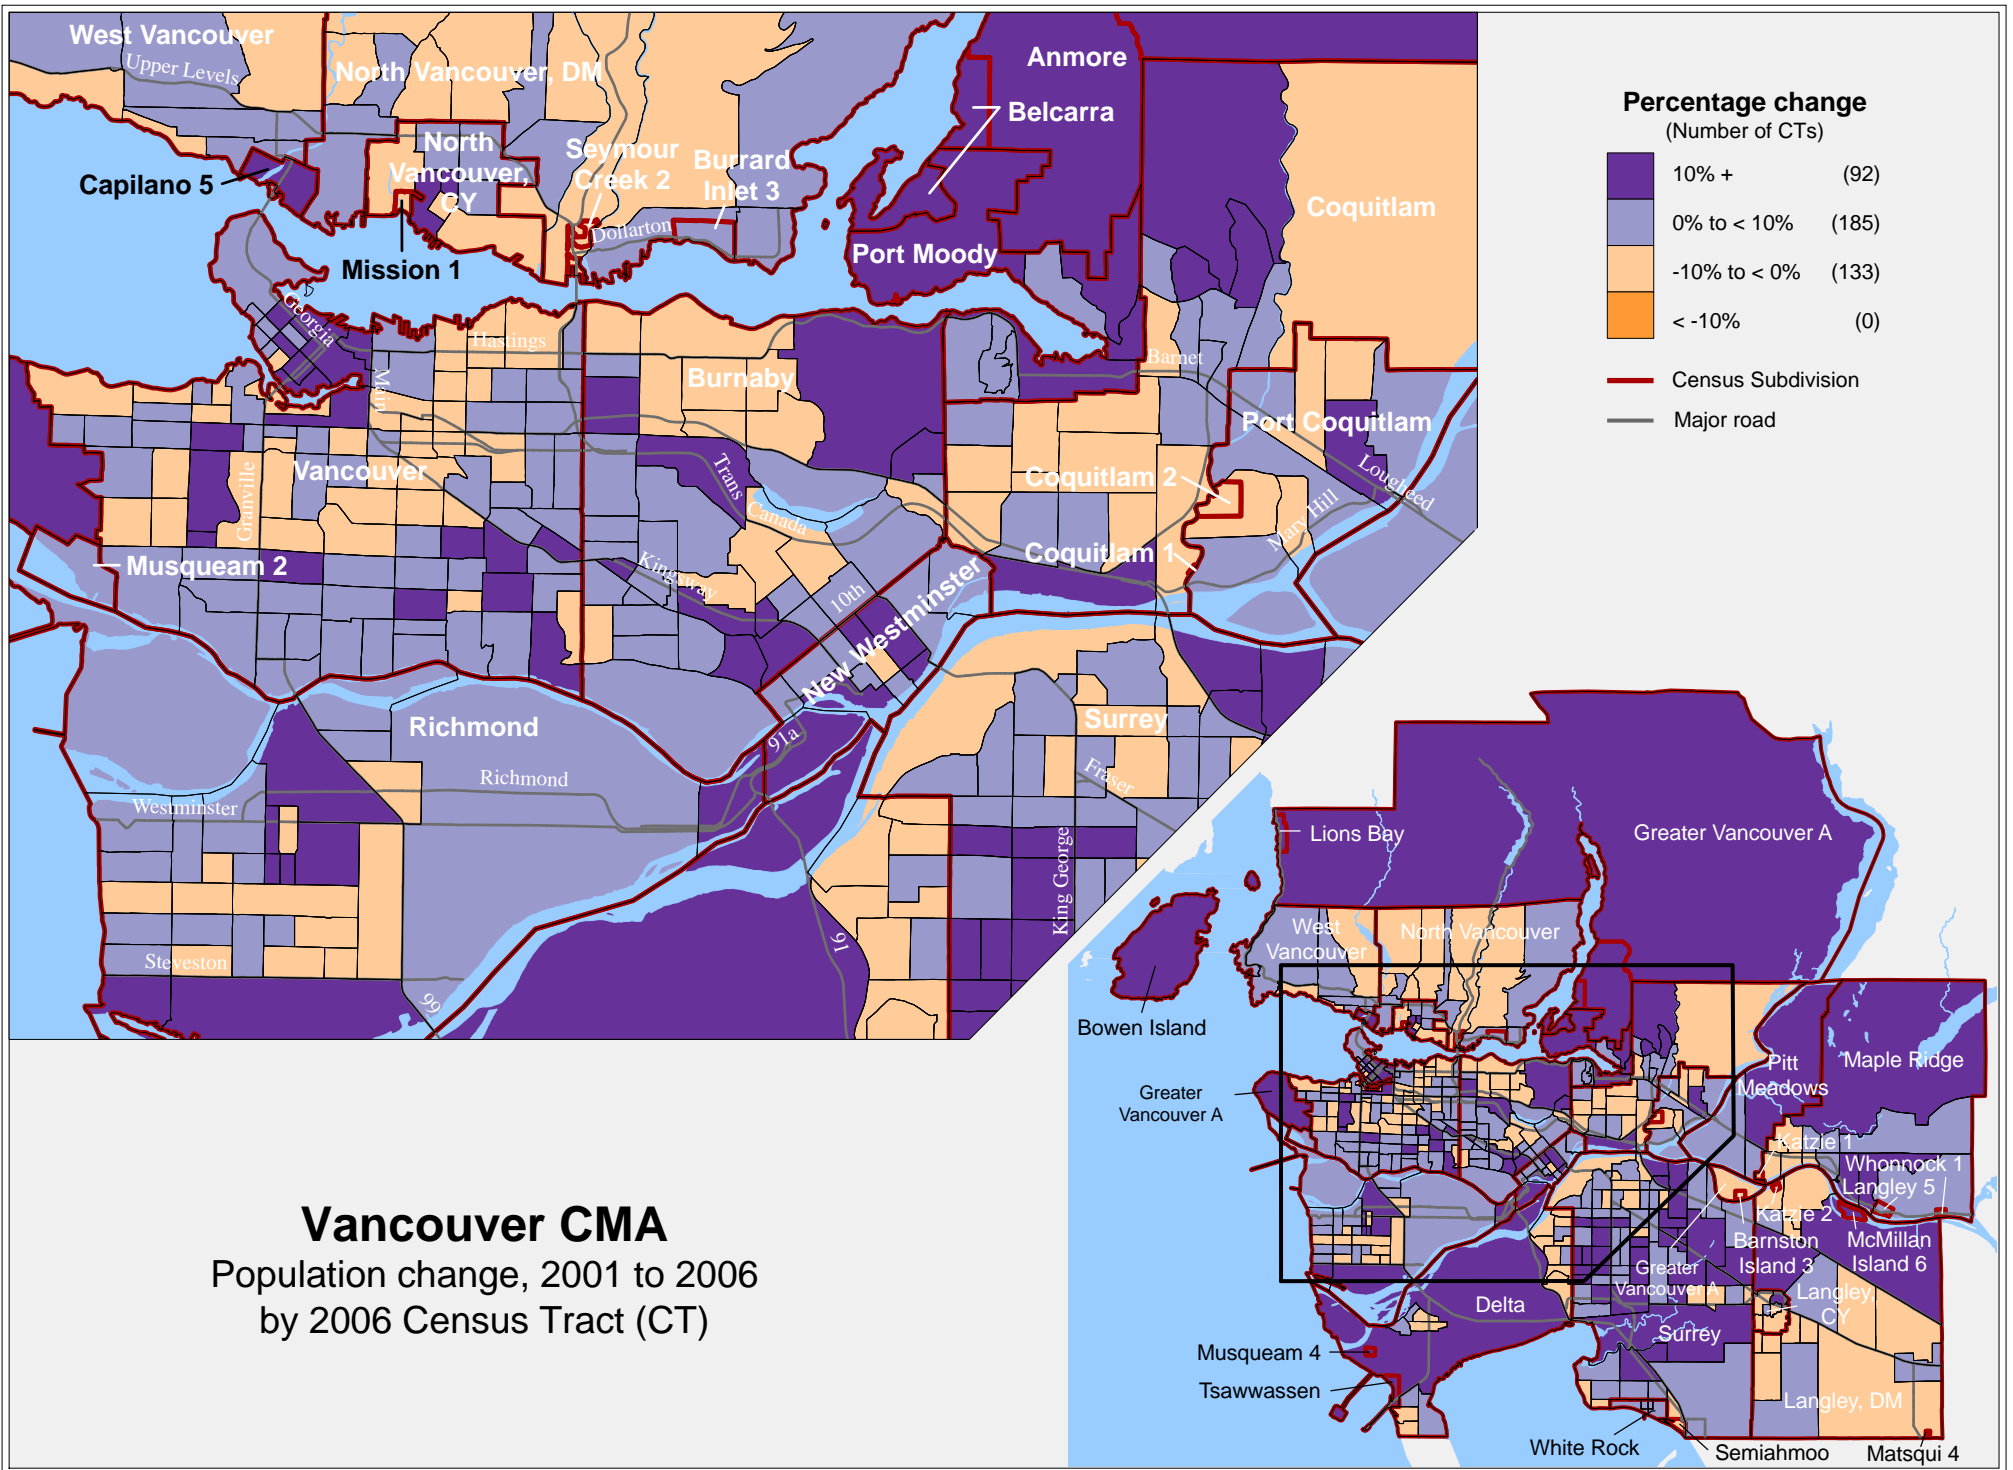 West Vancouver
Upper Levels
North Vancouver, DM
North
Vancouver,
CY
Seymour
Creek 2
Burrard
Inlet 3
Dollarton
Capilano 5
Mission 1
Anmore
Belcarra
Port Moody
Coquitlam
Georgia
Hastings
Main
Burnaby
Barnet
Port Coquitlam
Vancouver
Granville
Trans
Canada
Coquitlam 2
Lougheed
Mary Hill
Musqueam 2
Kingsway
10th
Coquitlam 1
New Westminster
Richmond
91a
Surrey
Richmond
Fraser
Westminster
King George
Steveston
91
99
Percentage change
(Number of CTs)
10% + (92)
0% to < 10% (185)
-10% to < 0% (133)
< -10% (0)
Census Subdivision
Major road
Vancouver CMA
Population change, 2001 to 2006
by 2006 Census Tract (CT)
Lions Bay
Greater Vancouver A
West
Vancouver
North Vancouver
Bowen Island
Greater
Vancouver A
Pitt
Meadows
Maple Ridge
Katzie 1
Whonnock 1
Langley 5
Katzie 2
Barnston
Island 3
McMillan
Island 6
Greater
Vancouver A
Langley,
CY
Delta
Surrey
Musqueam 4
Tsawwassen
Langley, DM
White Rock
Semiahmoo
Matsqui 4